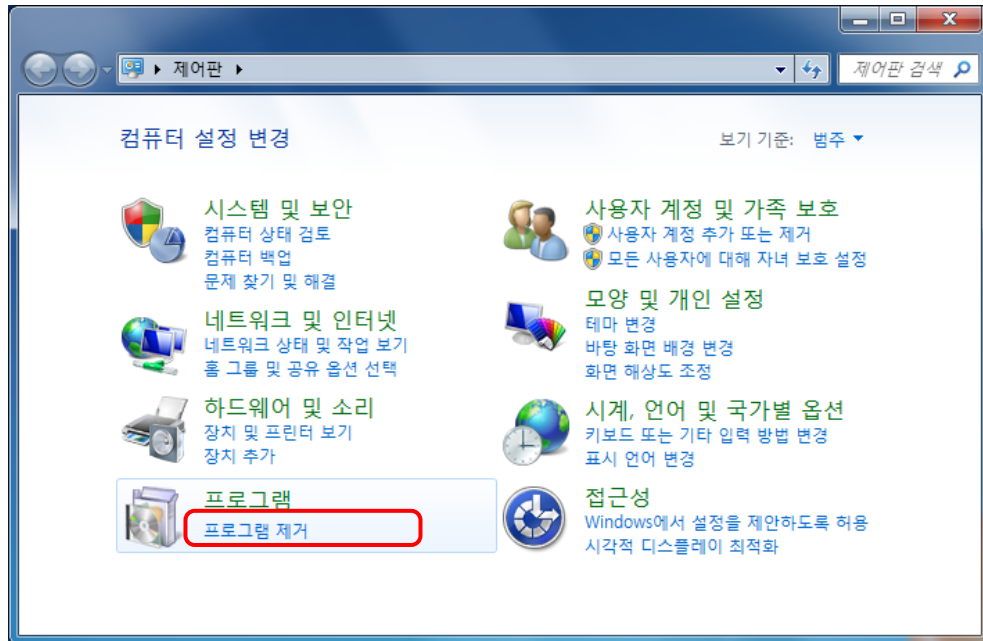 제어판
제어판 검색
컴퓨터 설정 변경
보기 기준: 범주
시스템 및 보안
컴퓨터 상태 검토
컴퓨터 백업
문제 찾기 및 해결
네트워크 및 인터넷
네트워크 상태 및 작업 보기
홈 그룹 및 공유 옵션 선택
하드웨어 및 소리
장치 및 프린터 보기
장치 추가
프로그램
프로그램 제거
사용자 계정 및 가족 보호
사용자 계정 추가 또는 제거
모든 사용자에 대해 자녀 보호 설정
모양 및 개인 설정
테마 변경
바탕 화면 배경 변경
화면 해상도 조정
시계, 언어 및 국가별 옵션
키보드 또는 기타 입력 방법 변경
표시 언어 변경
접근성
Windows에서 설정을 제안하도록 허용
시각적 디스플레이 최적화